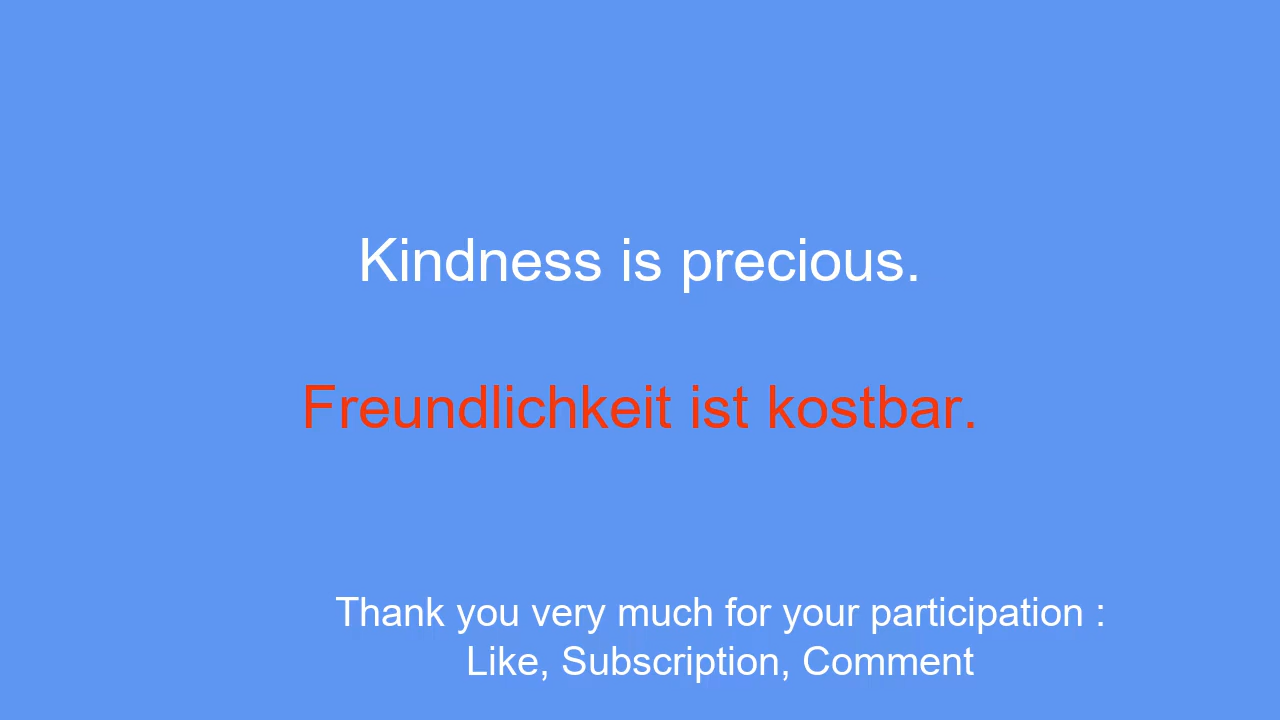 Kindness is precious.
Freundlichkeit ist kostbar.
Thank you very much for your participation :
Like, Subscription, Comment